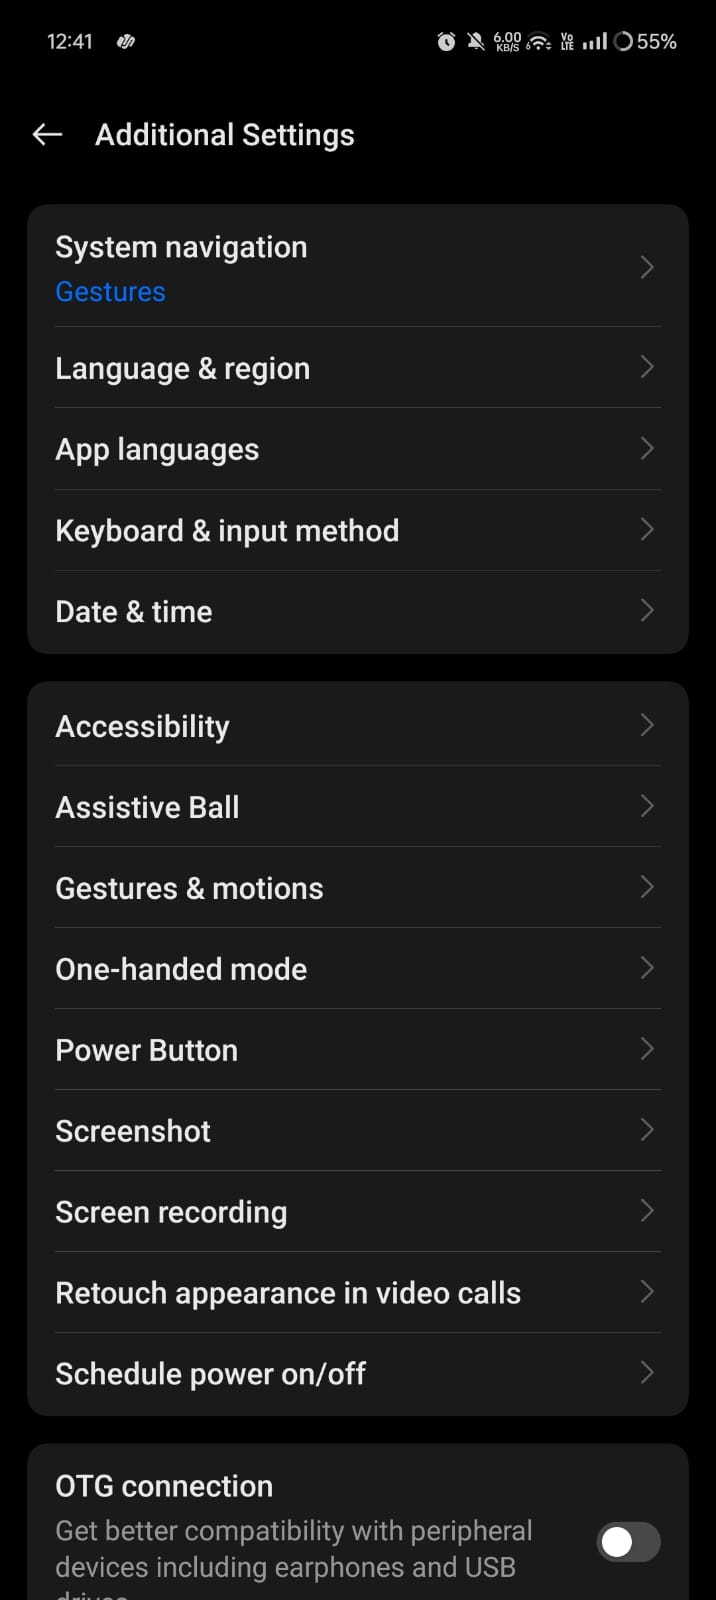 12:41
6.00 KB/S 6 Vo LTE 55%
Additional Settings
System navigation
Gestures
Language & region
App languages
Keyboard & input method
Date & time
Accessibility
Assistive Ball
Gestures & motions
One-handed mode
Power Button
Screenshot
Screen recording
Retouch appearance in video calls
Schedule power on/off
OTG connection
Get better compatibility with peripheral
devices including earphones and USB